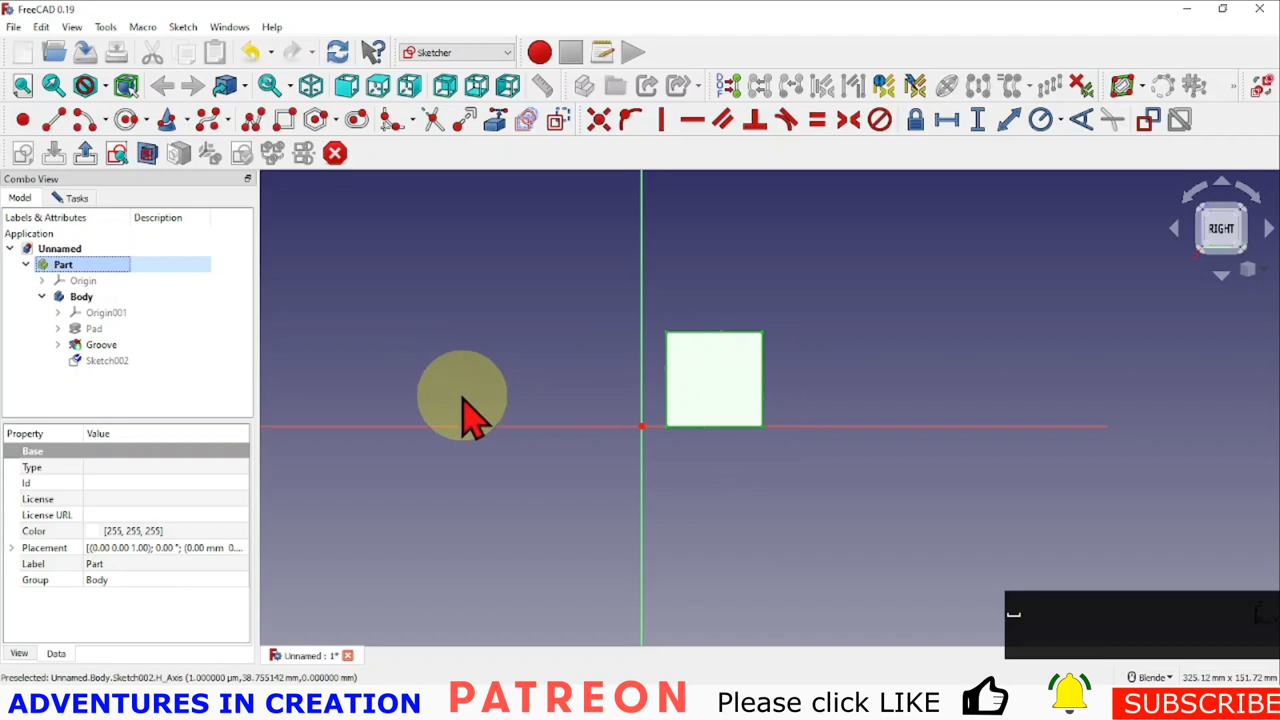 FreeCAD 0.19
File Edit View Tools Macro Sketch Windows Help
Sketcher
Combo View
Model Tasks
Labels & Attributes Description
Application
Unnamed
Part
Origin
Body
Origin001
Pad
Groove
Sketch002
RIGHT
Property Value
Base
Type
Id
License
License URL
Color [255, 255, 255]
Placement [(0.00 0.00 1.00); 0.00 °; (0.00 mm 0....
Label Part
Group Body
View Data
Unnamed : 1*
Preselected: Unnamed.Body.Sketch002.H_Axis (1.000000 µm,38.755142 mm,0.000000 mm)
Blende 325.12 mm x 151.72 mm
ADVENTURES IN CREATION PATREON Please click LIKE SUBSCRIBE